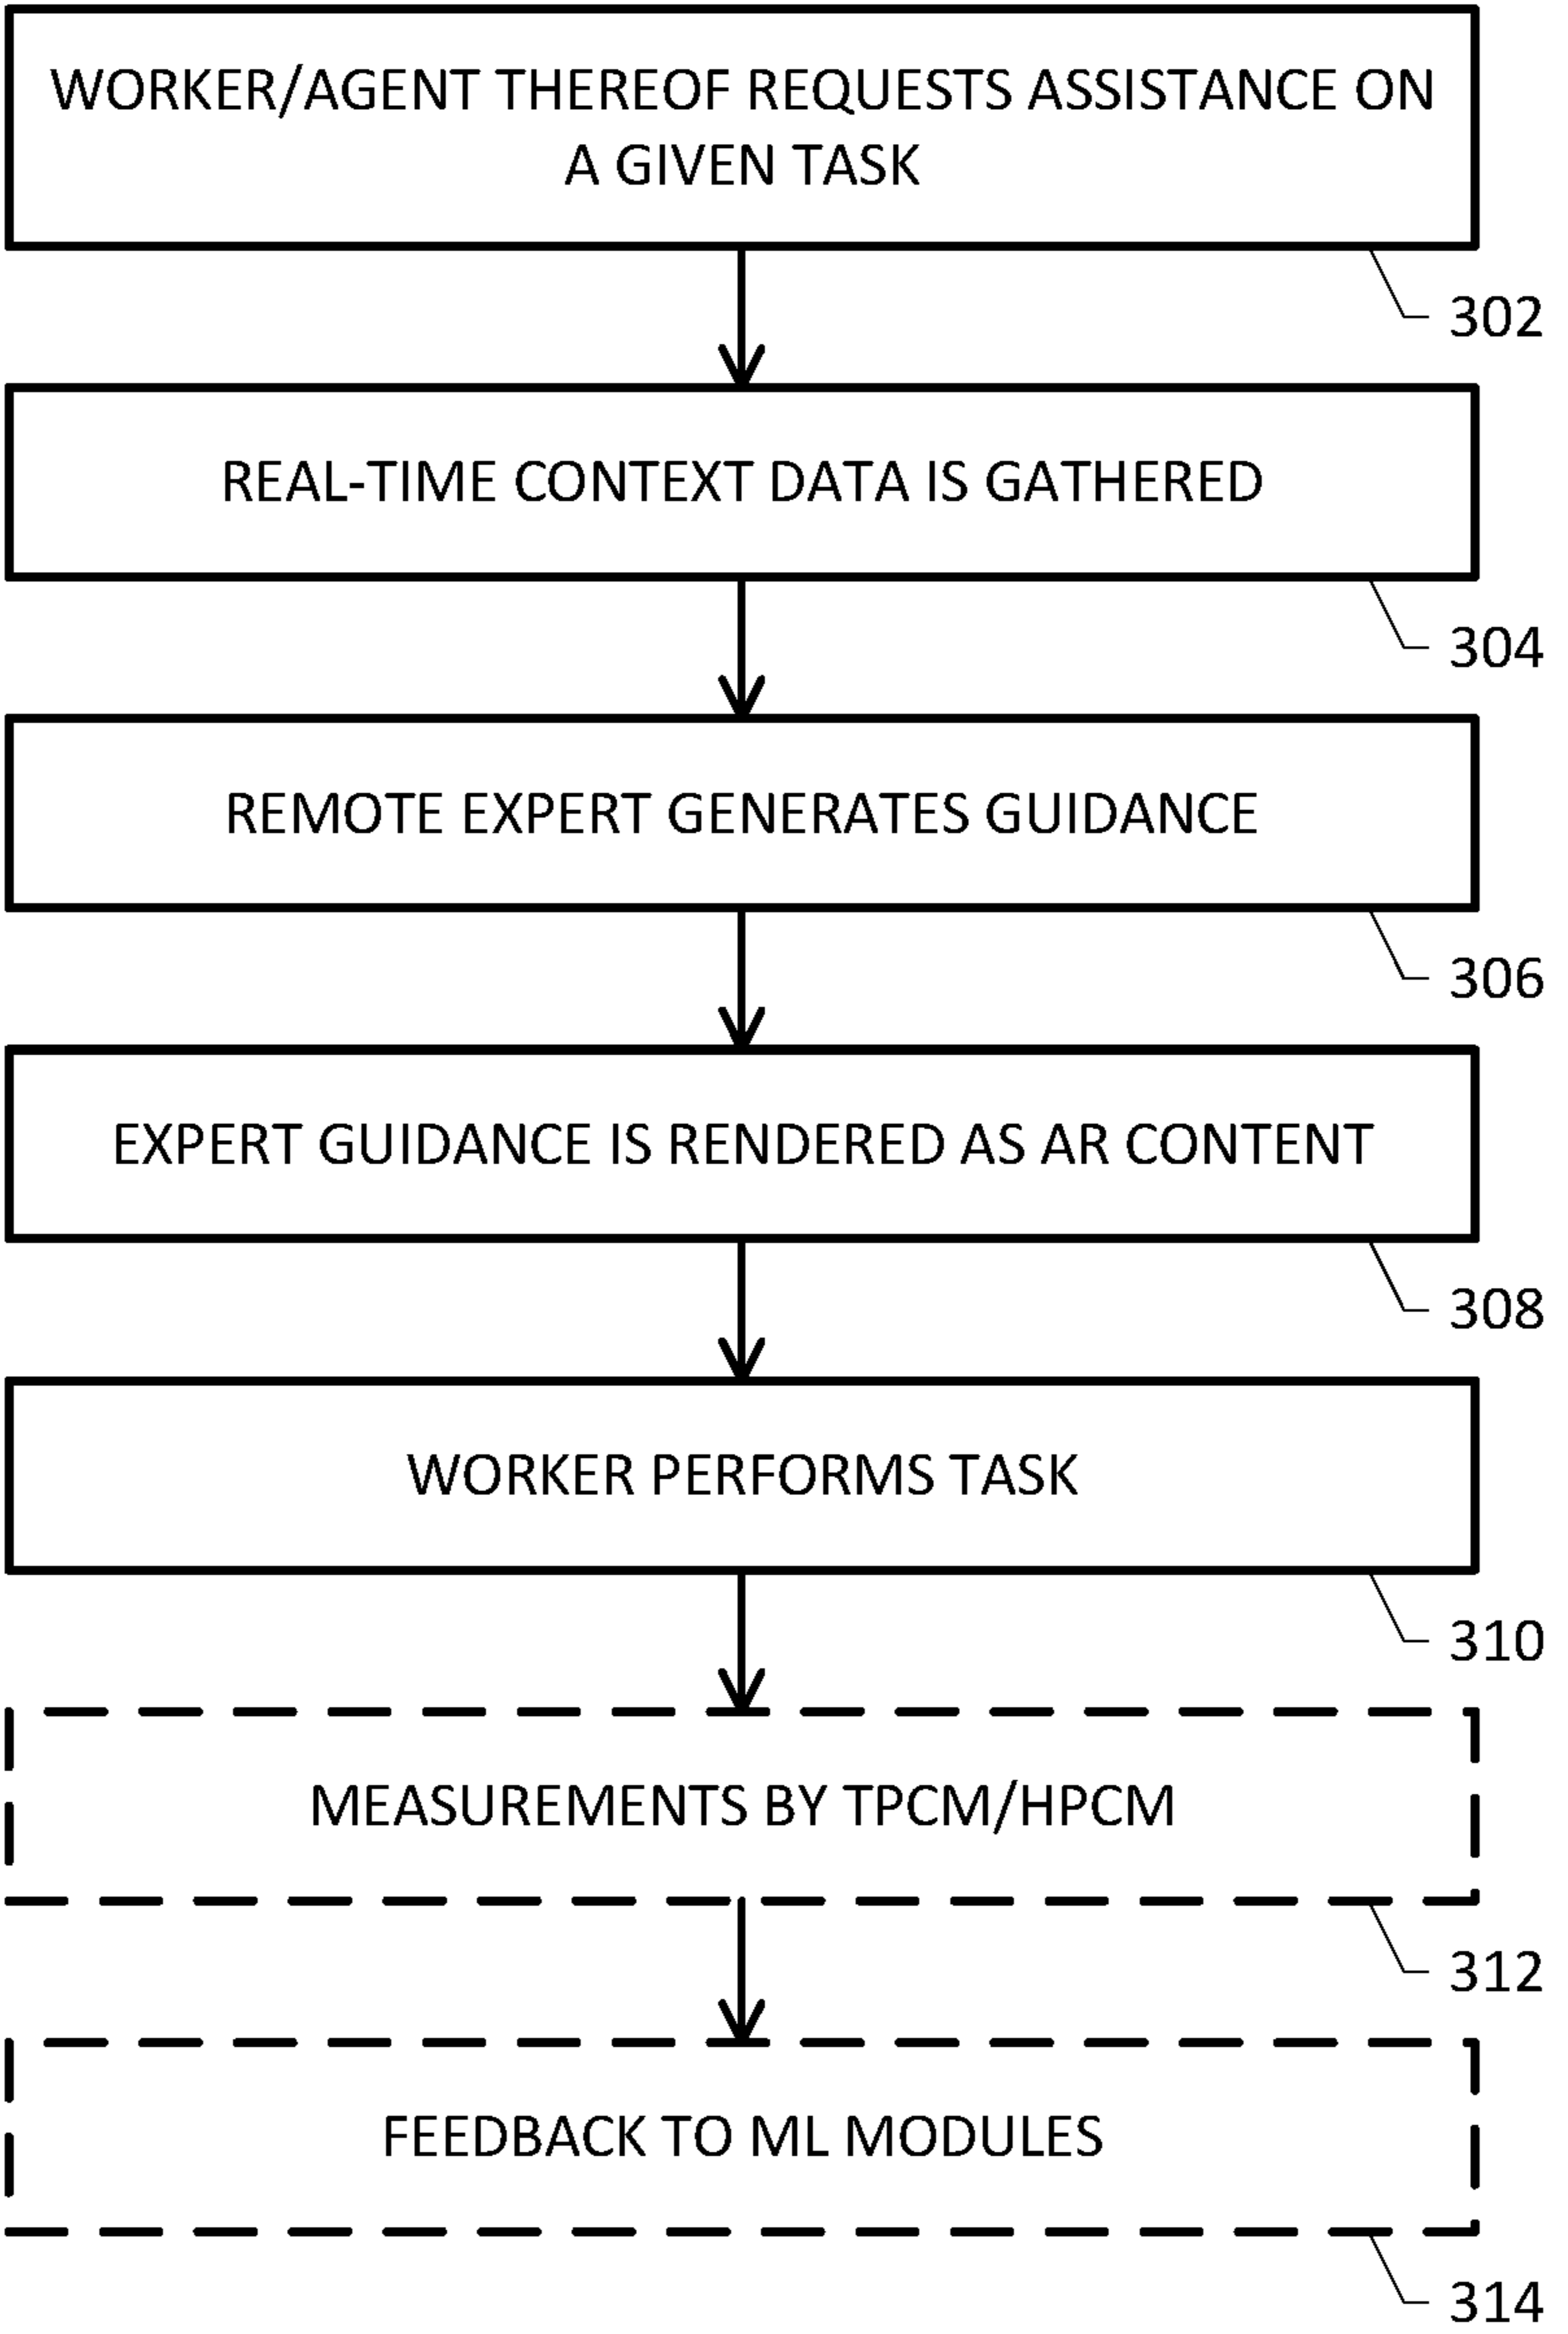 WORKER/AGENT THEREOF REQUESTS ASSISTANCE ON
A GIVEN TASK
302
REAL-TIME CONTEXT DATA IS GATHERED
304
REMOTE EXPERT GENERATES GUIDANCE
306
EXPERT GUIDANCE IS RENDERED AS AR CONTENT
308
WORKER PERFORMS TASK
310
MEASUREMENTS BY TPCM/HPCM
312
FEEDBACK TO ML MODULES
314